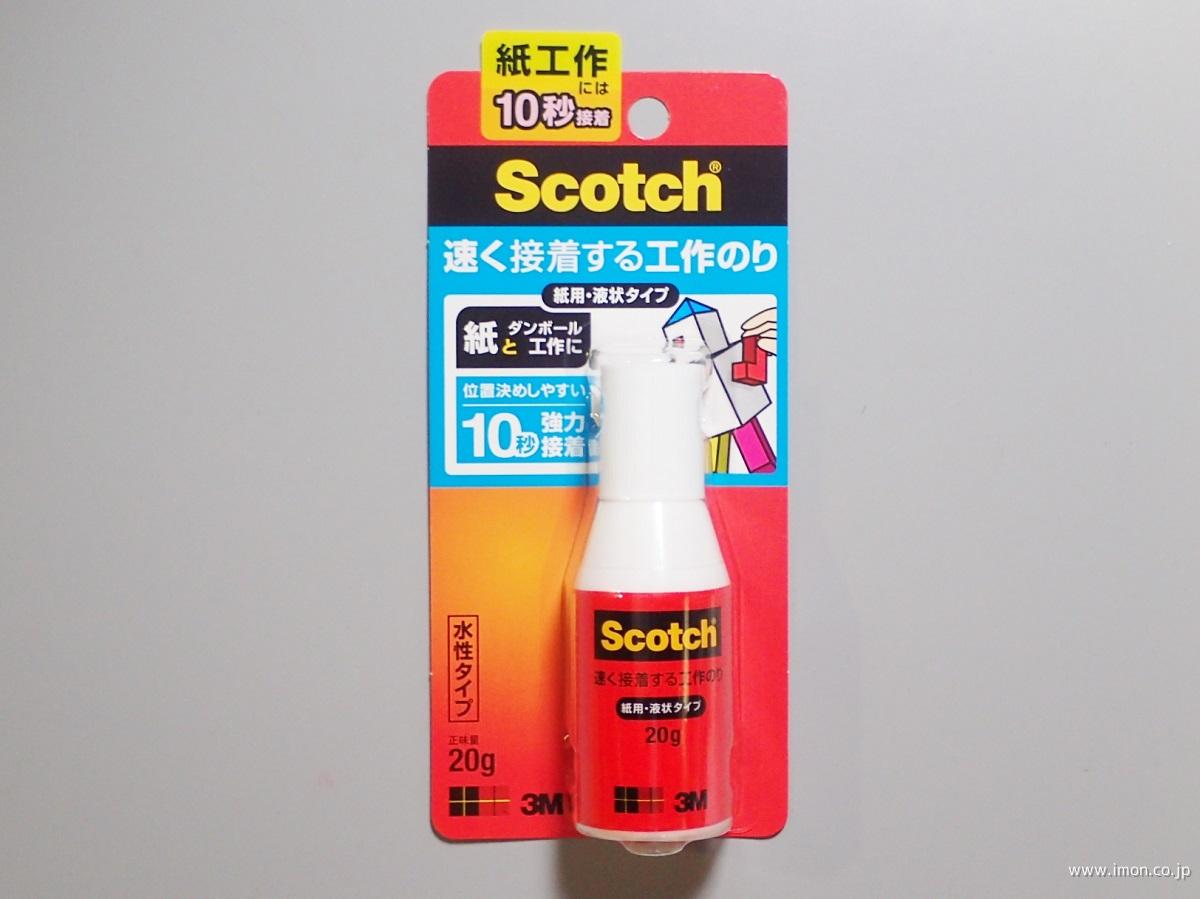 紙工作
には
10秒接着
Scotch®
速く接着する工作のり
紙用・液状タイプ
紙と ダンボール
工作に
位置決めしやすい
10秒 強力
接着
水性タイプ
正味量
20g
3M
Scotch®
速く接着する工作のり
紙用・液状タイプ
20g
3M
www.imon.co.jp